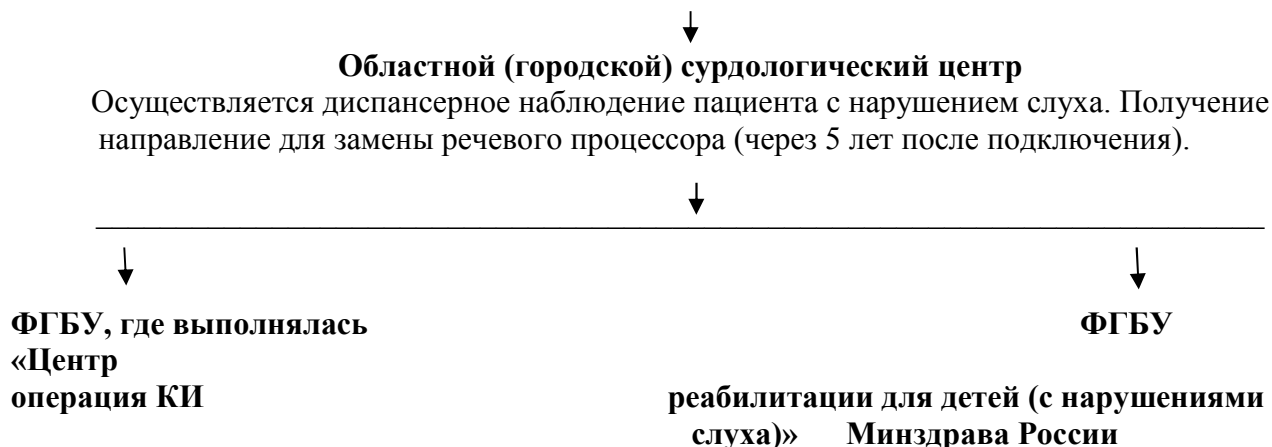 Областной (городской) сурдологический центр
Осуществляется диспансерное наблюдение пациента с нарушением слуха. Получение
направление для замены речевого процессора (через 5 лет после подключения).
ФГБУ, где выполнялась ФГБУ
«Центр
операция КИ реабилитации для детей (с нарушениями
слуха)» Минздрава России